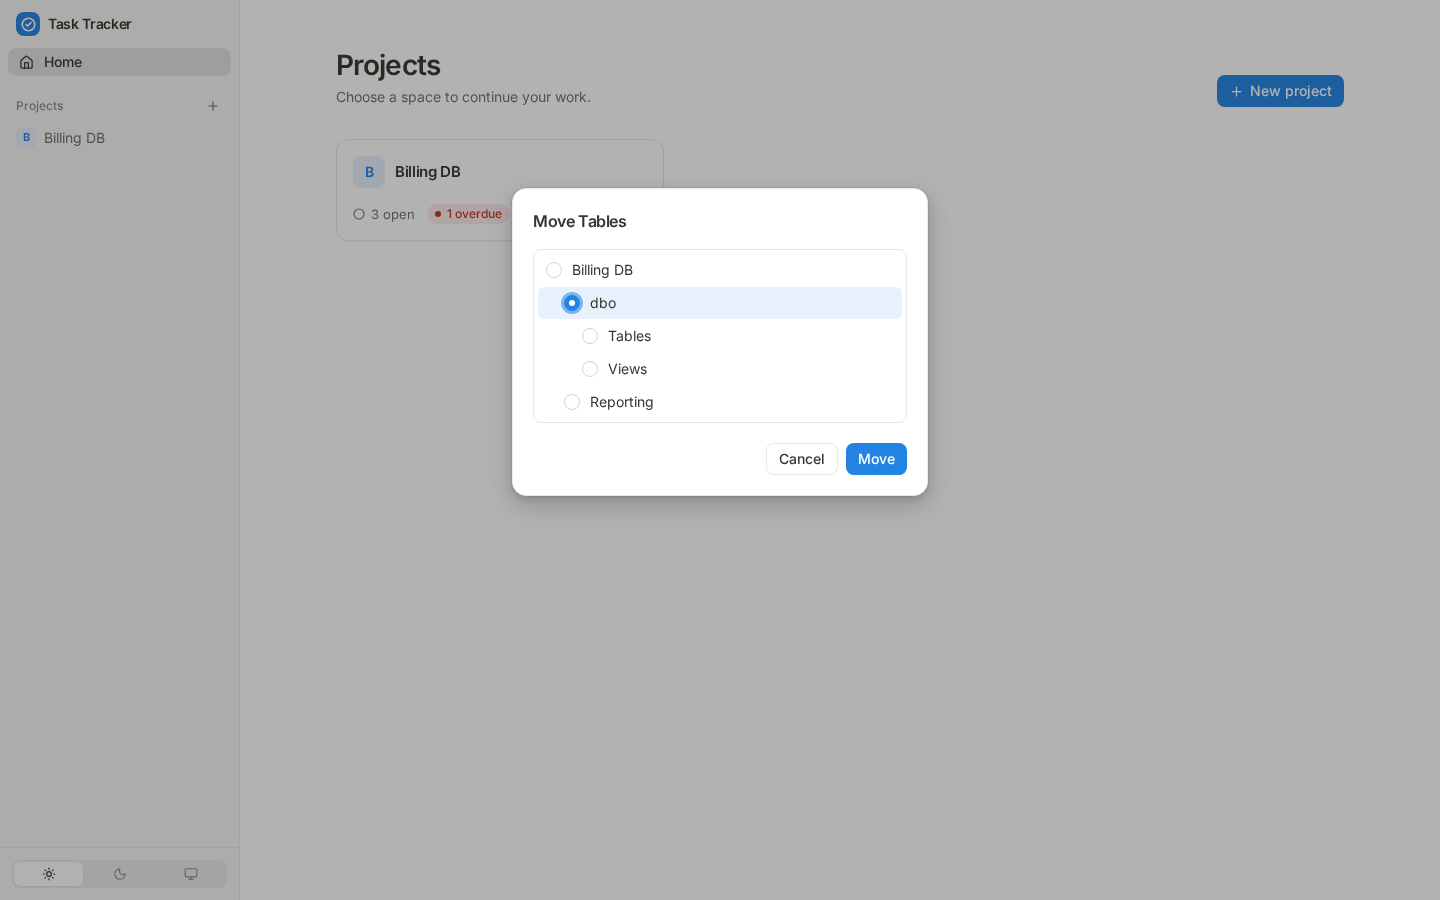 Task Tracker
Home
Projects
B Billing DB
Projects
Choose a space to continue your work.
New project
B Billing DB
3 open 1 overdue
Move Tables
Billing DB
dbo
Tables
Views
Reporting
Cancel Move